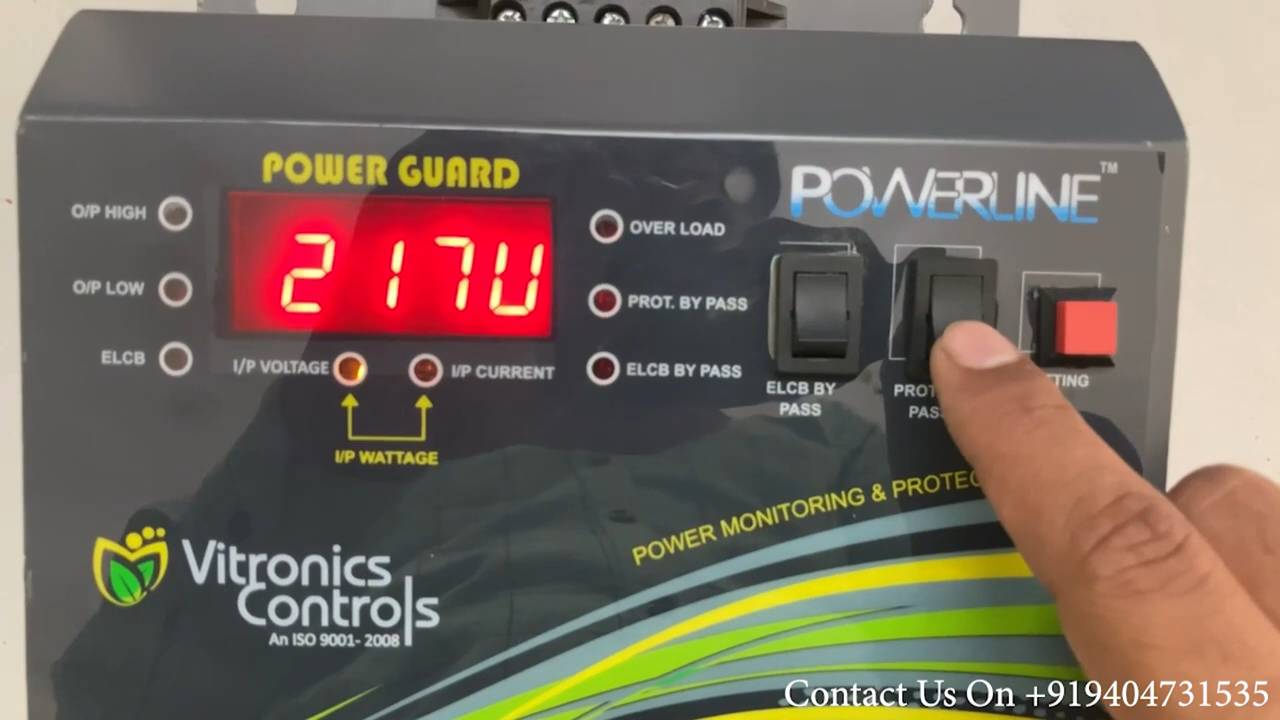 POWER GUARD
POWERLINE™
O/P HIGH
217U
OVER LOAD
O/P LOW
PROT. BY PASS
ELCB
I/P VOLTAGE
I/P CURRENT
ELCB BY PASS
ELCB BY
PASS
I/P WATTAGE
POWER MONITORING &
Vitronics
Controls
An ISO 9001- 2008
Contact Us On +919404731535